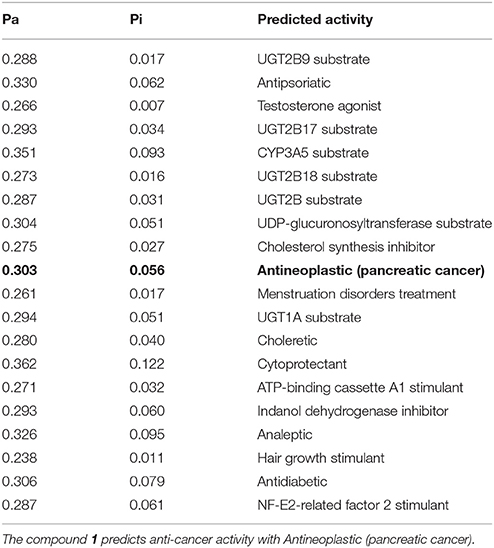 Pa Pi Predicted activity
0.288 0.017 UGT2B9 substrate
0.330 0.062 Antipsoriatic
0.266 0.007 Testosterone agonist
0.293 0.034 UGT2B17 substrate
0.351 0.093 CYP3A5 substrate
0.273 0.016 UGT2B18 substrate
0.287 0.031 UGT2B substrate
0.304 0.051 UDP-glucuronosyltransferase substrate
0.275 0.027 Cholesterol synthesis inhibitor
0.303 0.056 Antineoplastic (pancreatic cancer)
0.261 0.017 Menstruation disorders treatment
0.294 0.051 UGT1A substrate
0.280 0.040 Choleretic
0.362 0.122 Cytoprotectant
0.271 0.032 ATP-binding cassette A1 stimulant
0.293 0.060 Indanol dehydrogenase inhibitor
0.326 0.095 Analeptic
0.238 0.011 Hair growth stimulant
0.306 0.079 Antidiabetic
0.287 0.061 NF-E2-related factor 2 stimulant
The compound 1 predicts anti-cancer activity with Antineoplastic (pancreatic cancer).